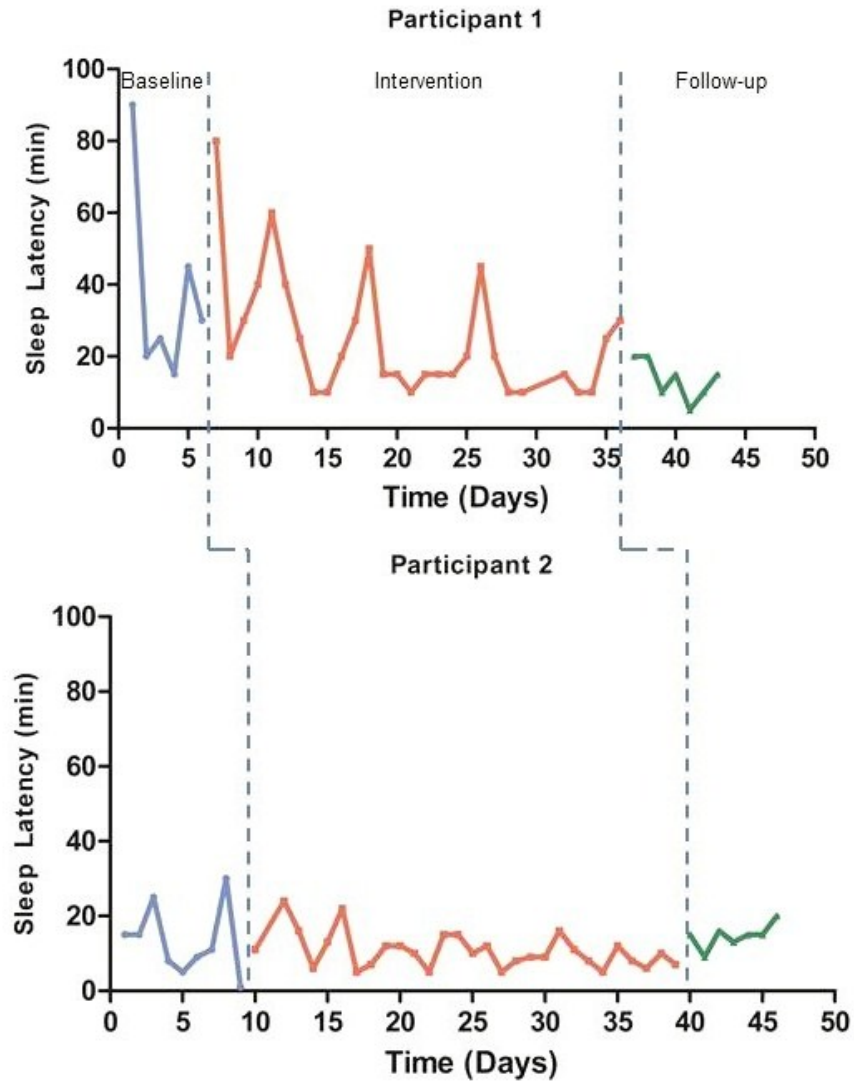 Participant 1
Baseline Intervention Follow-up
Sleep Latency (min)
100
80
60
40
20
0
0 5 10 15 20 25 30 35 40 45 50
Time (Days)
Participant 2
Sleep Latency (min)
100
80
60
40
20
0
0 5 10 15 20 25 30 35 40 45 50
Time (Days)